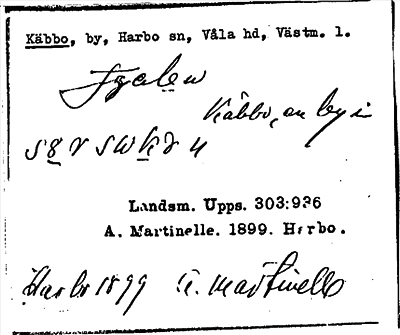 Käbbo, by, Harbo sn, Våla hd, Västm. l.
Käbbo, en by i
Landsm. Upps. 303:936
A. Martinelle. 1899. Harbo.
Harbo 1899 A. Martinelle